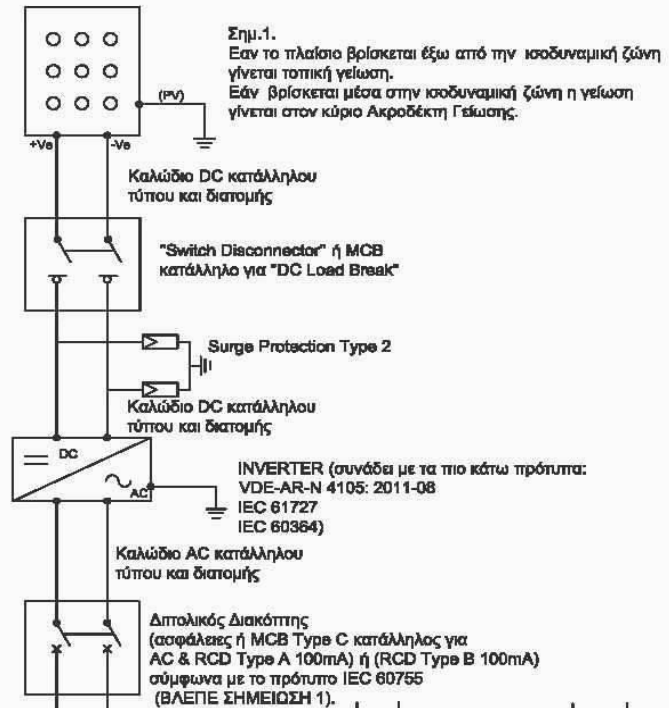 Σημ.1.
Εαν το πλαίσιο βρίσκεται έξω από την ισοδυναμική ζώνη
γίνεται τοπική γείωση.
Εάν βρίσκεται μέσα στην ισοδυναμική ζώνη η γείωση
γίνεται στον κύριο Ακροδέκτη Γείωσης.
(PV)
+Ve
-Ve
Καλώδιο DC κατάλληλου
τύπου και διατομής
"Switch Disconnector" ή MCB
κατάλληλο για "DC Load Break"
Surge Protection Type 2
Καλώδιο DC κατάλληλου
τύπου και διατομής
DC
AC
INVERTER (συνάδει με τα πιο κάτω πρότυπα:
VDE-AR-N 4105: 2011-08
IEC 61727
IEC 60364)
Καλώδιο AC κατάλληλου
τύπου και διατομής
Διπολικός Διακόπτης
(ασφάλειες ή MCB Type C κατάλληλος για
AC & RCD Type A 100mA) ή (RCD Type B 100mA)
σύμφωνα με το πρότυπο IEC 60755
(ΒΛΕΠΕ ΣΗΜΕΙΩΣΗ 1).